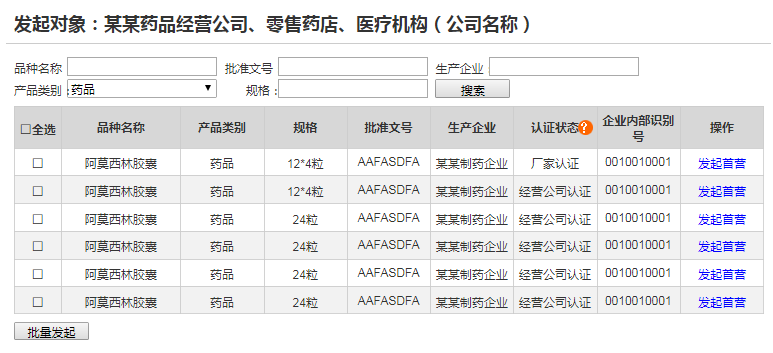 发起对象：某某药品经营公司、零售药店、医疗机构（公司名称）
品种名称 批准文号 生产企业
产品类别：药品 规格： 搜索
全选 品种名称 产品类别 规格 批准文号 生产企业 认证状态? 企业内部识别号 操作
阿莫西林胶囊 药品 12*4粒 AAFASDFA 某某制药企业 厂家认证 0010010001 发起首营
阿莫西林胶囊 药品 12*4粒 AAFASDFA 某某制药企业 经营公司认证 0010010001 发起首营
阿莫西林胶囊 药品 24粒 AAFASDFA 某某制药企业 经营公司认证 0010010001 发起首营
阿莫西林胶囊 药品 24粒 AAFASDFA 某某制药企业 经营公司认证 0010010001 发起首营
阿莫西林胶囊 药品 24粒 AAFASDFA 某某制药企业 经营公司认证 0010010001 发起首营
阿莫西林胶囊 药品 24粒 AAFASDFA 某某制药企业 经营公司认证 0010010001 发起首营
批量发起